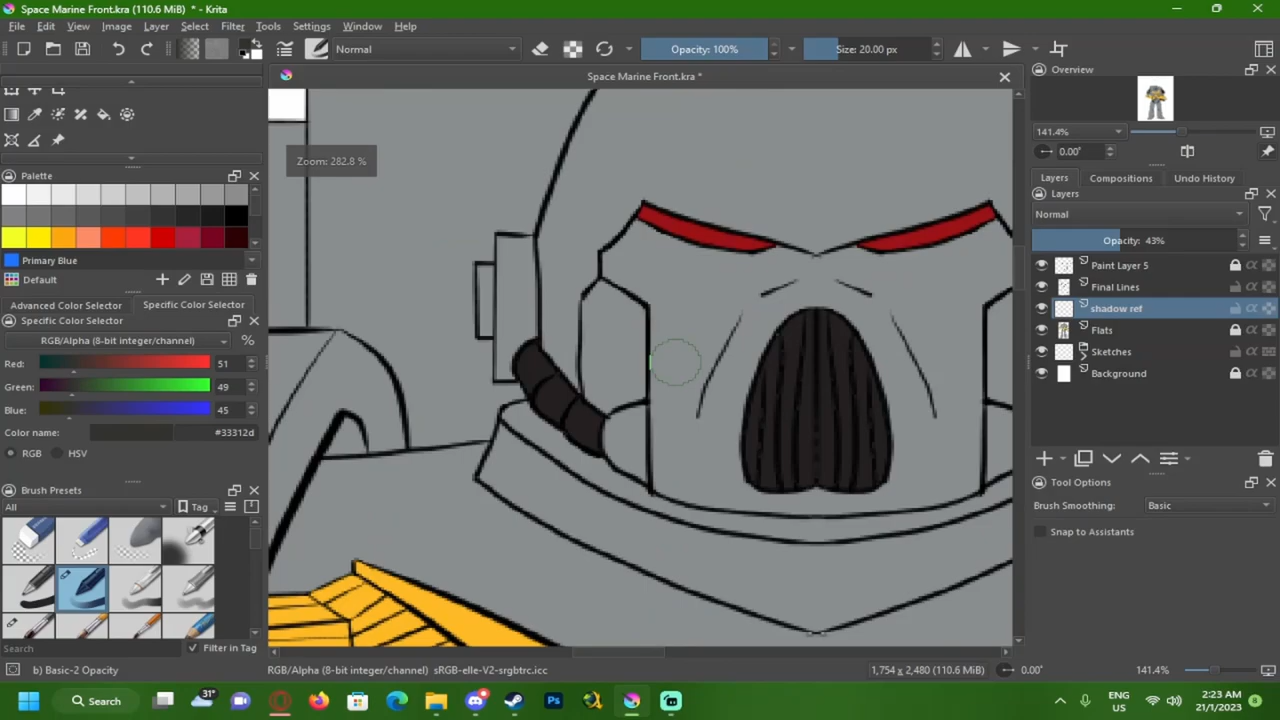 Space Marine Front.kra (110.6 MiB) * - Krita
File Edit View Image Layer Select Filter Tools Settings Window Help
Normal Opacity: 100% Size: 20.00 px
Space Marine Front.kra *
Zoom: 282.8 %
Palette
Primary Blue
Default
Advanced Color Selector Specific Color Selector
Specific Color Selector
RGB/Alpha (8-bit integer/channel) %
Red: 51
Green: 49
Blue: 45
Color name: #33312d
RGB HSV
Brush Presets
All Tag
Search Filter in Tag
Overview
141.4%
0.00°
Layers Compositions Undo History
Layers
Normal
Opacity: 43%
Paint Layer 5
Final Lines
shadow ref
Flats
Sketches
Background
Tool Options
Brush Smoothing: Basic
Snap to Assistants
b) Basic-2 Opacity RGB/Alpha (8-bit integer/channel) sRGB-elle-V2-srgbtrc.icc 1,754 x 2,480 (110.6 MiB) 0.00° 141.4%
Search 31° Ps ENG US 2:23 AM 21/1/2023 8